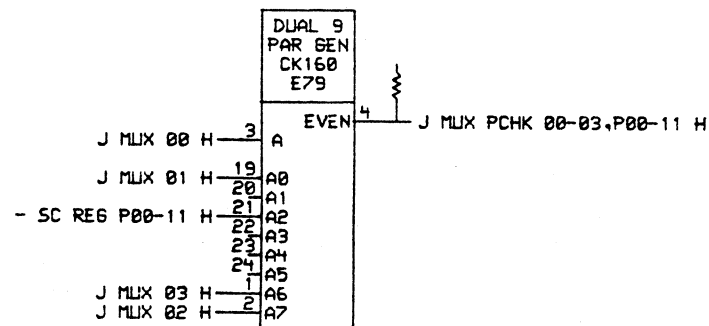 DUAL 9
PAR GEN
CK160
E79
EVEN 4 J MUX PCHK 00-03,P00-11 H
J MUX 00 H 3 A
J MUX 01 H 19 A0
20 A1
- SC REG P00-11 H 21 A2
22 A3
23 A4
24 A5
J MUX 03 H 1 A6
J MUX 02 H 2 A7